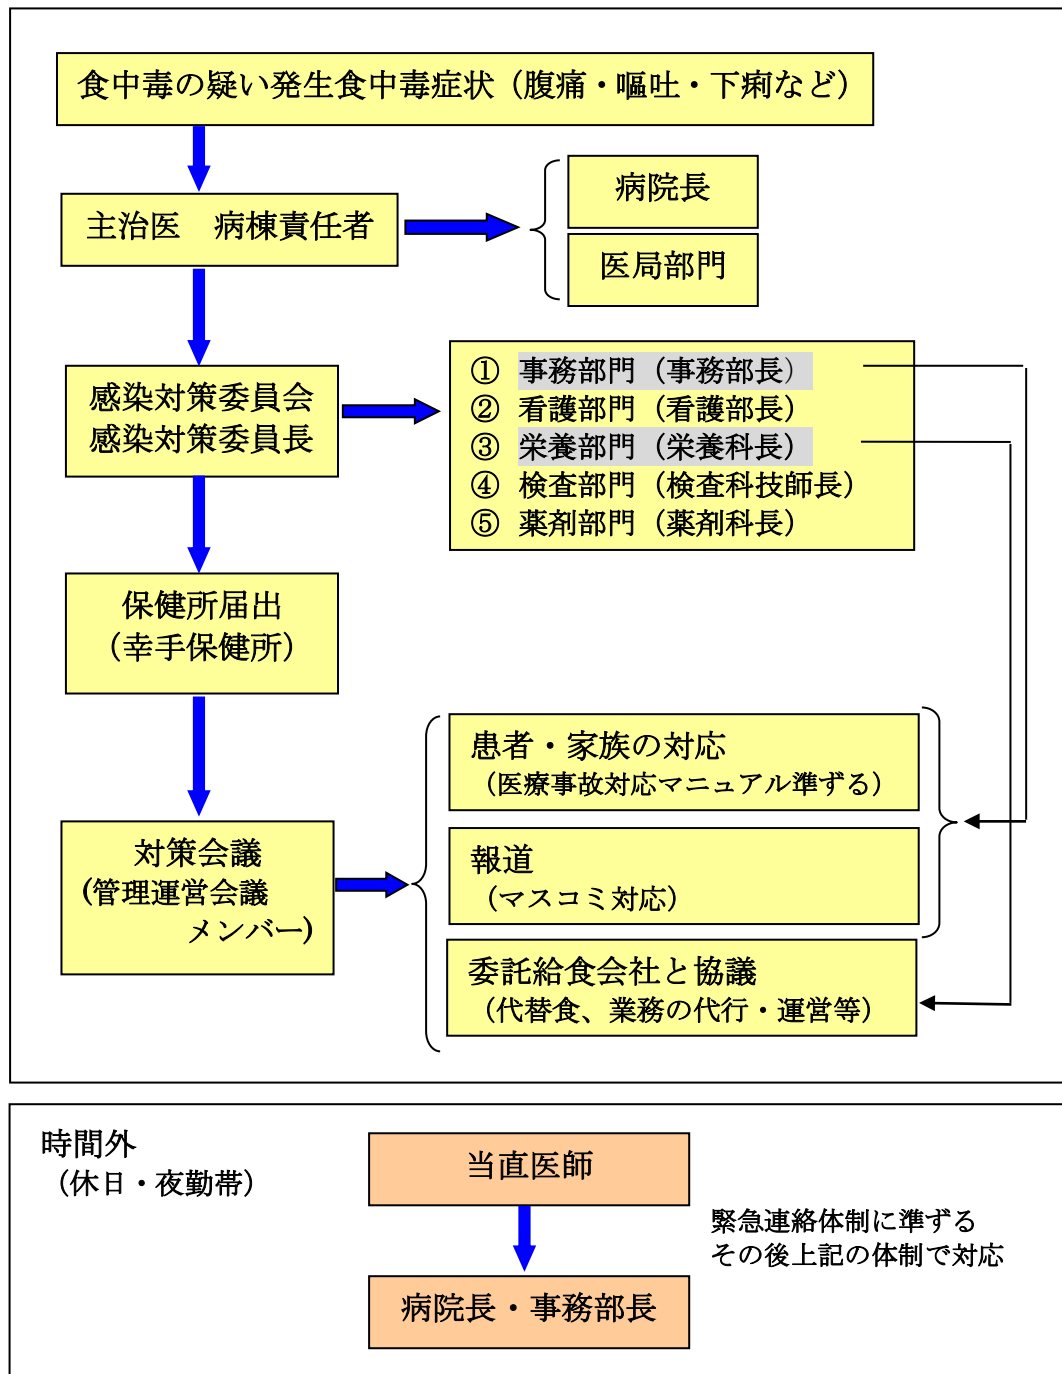 食中毒の疑い発生食中毒症状（腹痛・嘔吐・下痢など）
主治医　病棟責任者
病院長
医局部門
感染対策委員会
感染対策委員長
① 事務部門（事務部長）
② 看護部門（看護部長）
③ 栄養部門（栄養科長）
④ 検査部門（検査科技師長）
⑤ 薬剤部門（薬剤科長）
保健所届出
（幸手保健所）
対策会議
（管理運営会議
メンバー）
患者・家族の対応
（医療事故対応マニュアル準ずる）
報道
（マスコミ対応）
委託給食会社と協議
（代替食、業務の代行・運営等）
時間外
（休日・夜勤帯）
当直医師
緊急連絡体制に準ずる
その後上記の体制で対応
病院長・事務部長